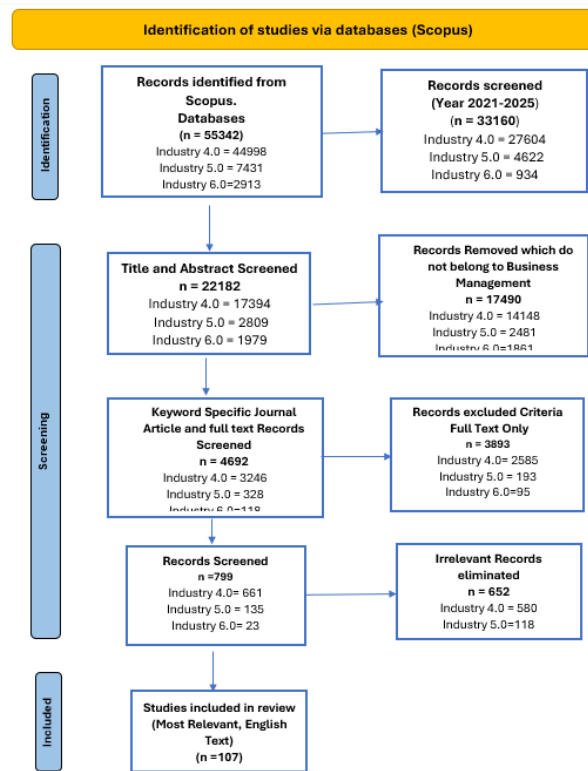 Identification of studies via databases (Scopus)
Identification
Records identified from
Scopus.
Databases
(n = 55342)
Industry 4.0 = 44998
Industry 5.0 = 7431
Industry 6.0=2913
Records screened
(Year 2021-2025)
(n = 33160)
Industry 4.0 = 27604
Industry 5.0 = 4622
Industry 6.0 = 934
Screening
Title and Abstract Screened
n = 22182
Industry 4.0 = 17394
Industry 5.0 = 2809
Industry 6.0 = 1979
Records Removed which do
not belong to Business
Management
n = 17490
Industry 4.0 = 14148
Industry 5.0 = 2481
Industry 6.0=1861
Keyword Specific Journal
Article and full text Records
Screened
n = 4692
Industry 4.0 = 3246
Industry 5.0 = 328
Industry 6.0=118
Records excluded Criteria
Full Text Only
n = 3893
Industry 4.0= 2585
Industry 5.0 = 193
Industry 6.0=95
Records Screened
n =799
Industry 4.0= 661
Industry 5.0 = 135
Industry 6.0= 23
Irrelevant Records
eliminated
n = 652
Industry 4.0 = 580
Industry 5.0=118
Included
Studies included in review
(Most Relevant, English
Text)
(n =107)